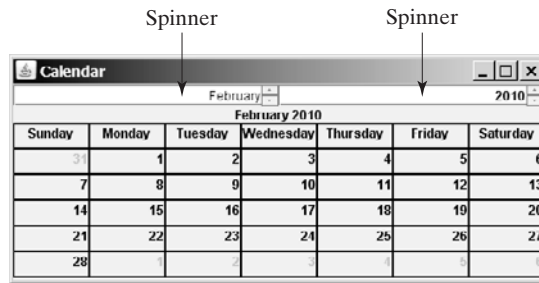 Spinner Spinner
Calendar
February 2010
February 2010
Sunday Monday Tuesday Wednesday Thursday Friday Saturday
31 1 2 3 4 5 6
7 8 9 10 11 12 13
14 15 16 17 18 19 20
21 22 23 24 25 26 27
28 1 2 3 4 5 6